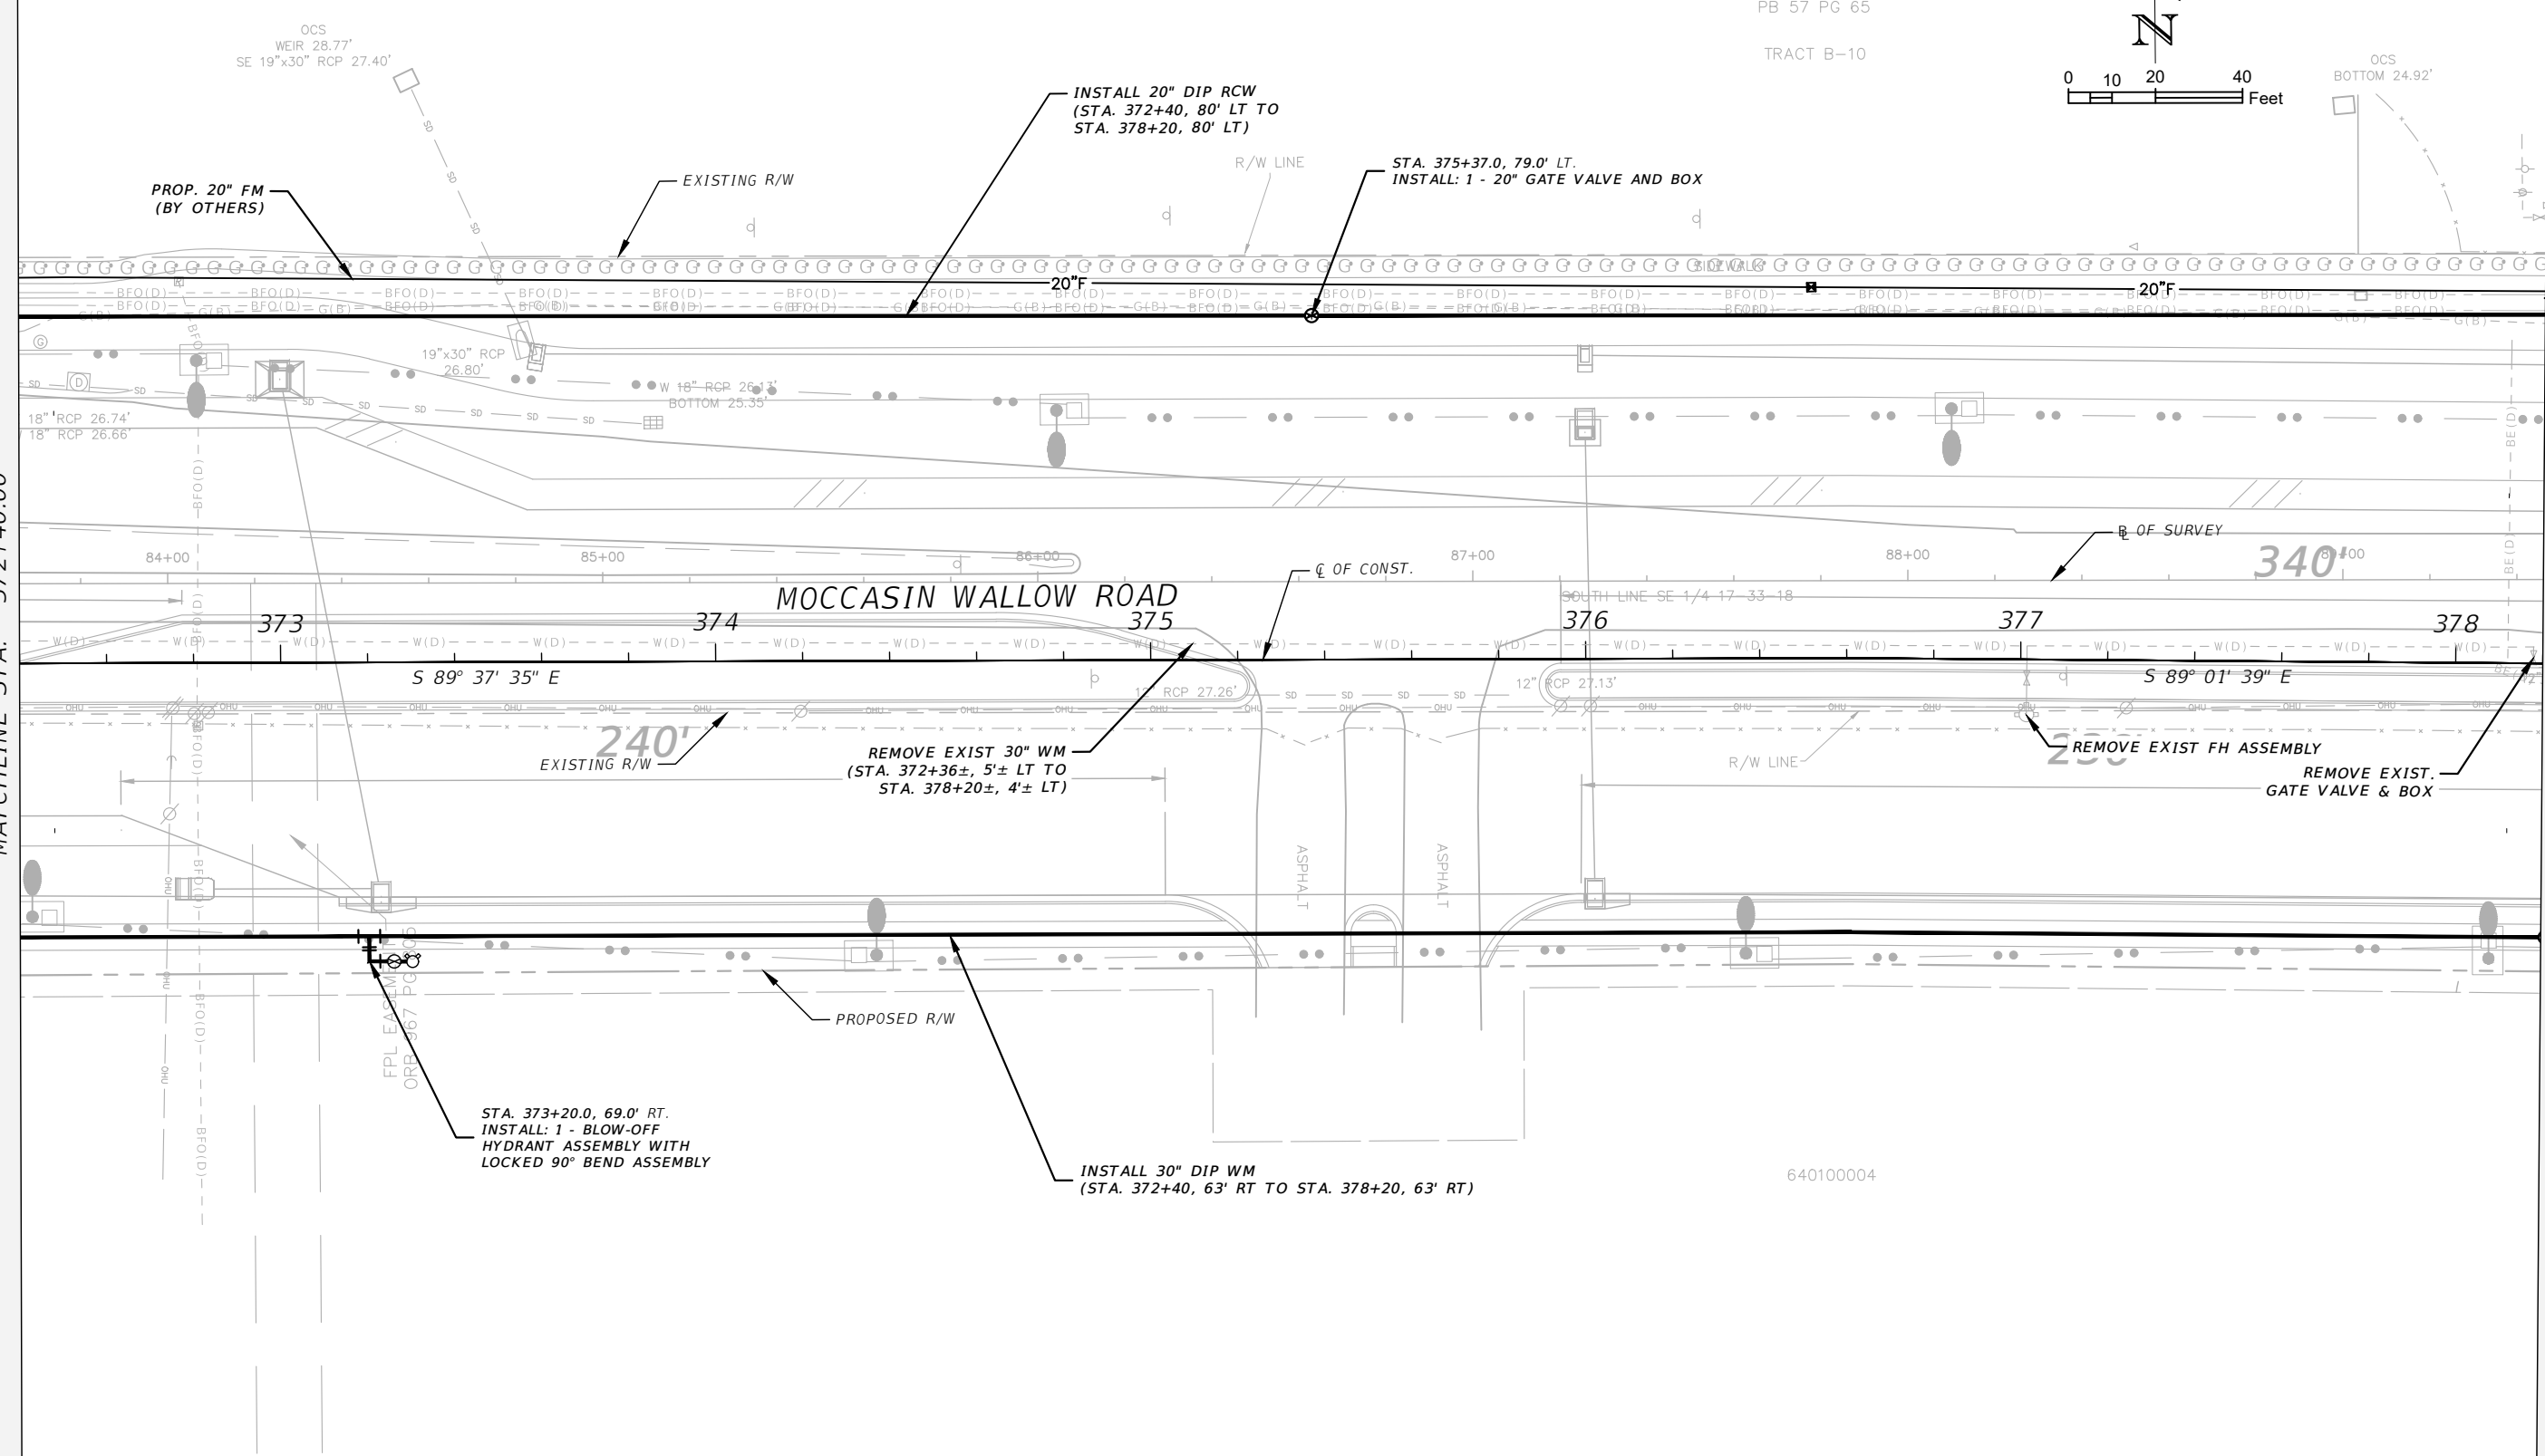 PB 57 PG 65
TRACT B-10
N
0 10 20 40
Feet
OCS
WEIR 28.77'
SE 19"x30" RCP 27.40'
OCS
BOTTOM 24.92'
INSTALL 20" DIP RCW
(STA. 372+40, 80' LT TO
STA. 378+20, 80' LT)
R/W LINE
STA. 375+37.0, 79.0' LT.
INSTALL: 1 - 20" GATE VALVE AND BOX
PROP. 20" FM
(BY OTHERS)
EXISTING R/W
SIDEWALK
20"F
20"F
19"x30" RCP
26.80'
W 18" RCP 26.13'
BOTTOM 25.35'
18" RCP 26.74'
18" RCP 26.66'
℄ OF SURVEY
84+00 85+00 86+00 87+00 88+00 89+00
340'
MOCCASIN WALLOW ROAD
℄ OF CONST.
SOUTH LINE SE 1/4 17-33-18
373 374 375 376 377 378
S 89° 37' 35" E
S 89° 01' 39" E
12" RCP 27.26'
12" RCP 27.13'
240'
EXISTING R/W
REMOVE EXIST 30" WM
(STA. 372+36±, 5'± LT TO
STA. 378+20±, 4'± LT)
R/W LINE
REMOVE EXIST FH ASSEMBLY
REMOVE EXIST.
GATE VALVE & BOX
ASPHALT
ASPHALT
PROPOSED R/W
STA. 373+20.0, 69.0' RT.
INSTALL: 1 - BLOW-OFF
HYDRANT ASSEMBLY WITH
LOCKED 90° BEND ASSEMBLY
INSTALL 30" DIP WM
(STA. 372+40, 63' RT TO STA. 378+20, 63' RT)
640100004